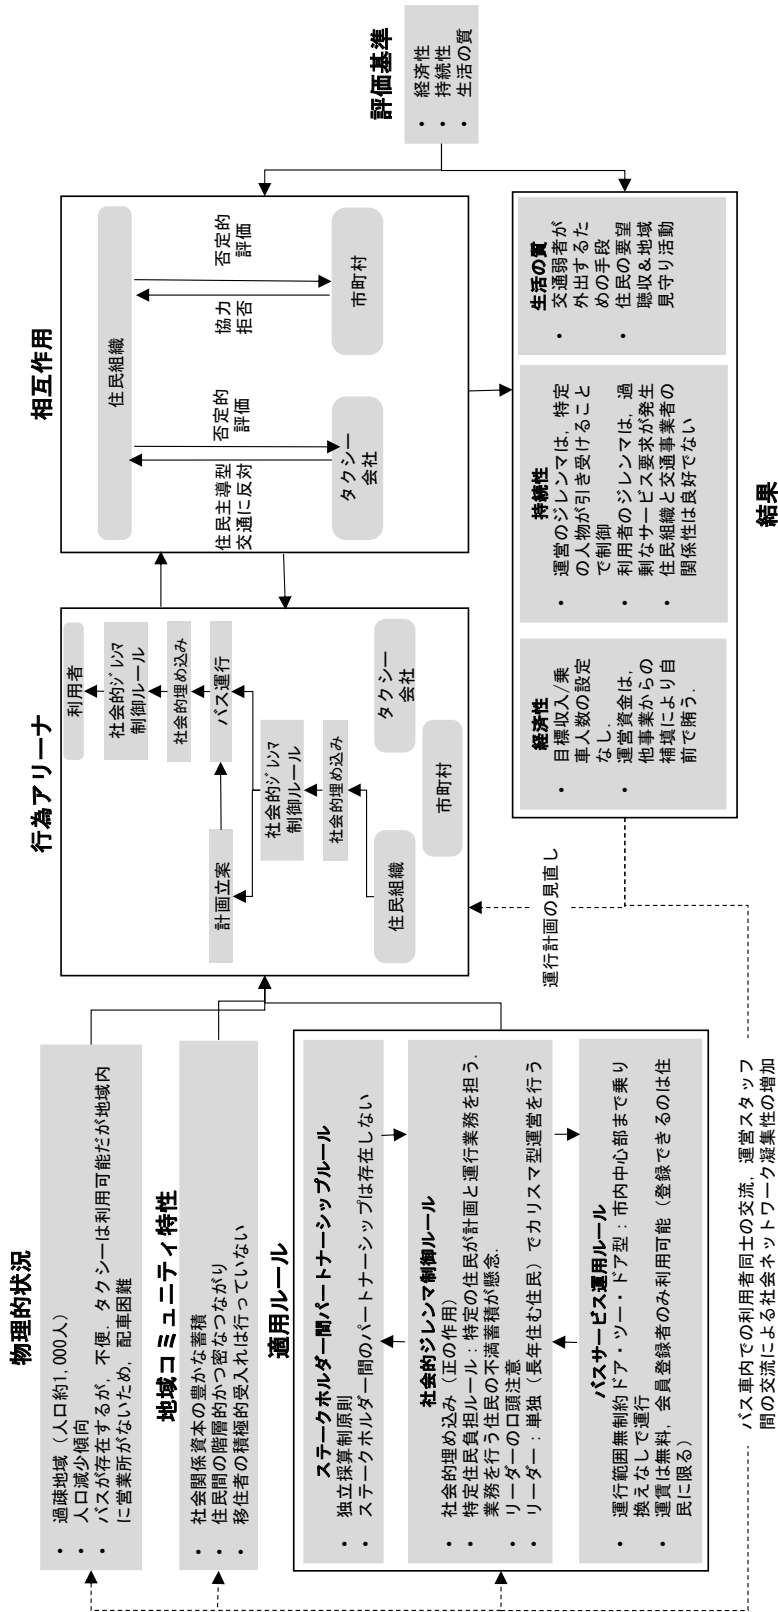 物理的状況
・ 過疎地域（人口約1,000人）
・ 人口減少傾向
・ バスが存在するが，不便．タクシーは利用可能だが地域内
に営業所がないため，配車困難
地域コミュニティ特性
・ 社会関係資本の豊かな蓄積
・ 住民間の階層的かつ密なつながり
・ 移住者の積極的受入れは行っていない
適用ルール
ステークホルダー間パートナーシップルール
・ 独立採算制原則
・ ステークホルダー間のパートナーシップは存在しない
社会的ジレンマ制御ルール
・ 社会的埋め込み（正の作用）
・ 特定住民負担ルール：特定の住民が計画と運行業務を担う．
業務を行う住民の不満蓄積が懸念．
・ リーダーの口頭注意
・ リーダー：単独（長年住む住民）でカリスマ型運営を行う
バスサービス運用ルール
・ 運行範囲無制約ドア・ツー・ドア型：市内中心部まで乗り
換えなしで運行
・ 運賃は無料，会員登録者のみ利用可能（登録できるのは住
民に限る）
行為アリーナ
利用者
社会的ジレンマ
制御ルール
社会的埋め込み
バス運行
計画立案
社会的ジレンマ
制御ルール
社会的埋め込み
住民組織
タクシー
会社
市町村
相互作用
住民組織
住民主導型
交通に反対
否定的
評価
協力
拒否
否定的
評価
タクシー
会社
市町村
評価基準
・ 経済性
・ 持続性
・ 生活の質
運行計画の見直し
経済性
・ 目標収入/乗
車人数の設定
なし．
・ 運営資金は，
他事業からの
補填により自
前で賄う．
持続性
・ 運営のジレンマは，特定
の人物が引き受けること
で制御
・ 利用者のジレンマは，過
剰なサービス要求が発生
・ 住民組織と交通事業者の
関係性は良好でない
生活の質
・ 交通弱者が
外出するた
めの手段
・ 住民の要望
聴収&地域
見守り活動
結果
バス車内での利用者同士の交流，運営スタッフ
間の交流による社会ネットワーク凝集性の増加